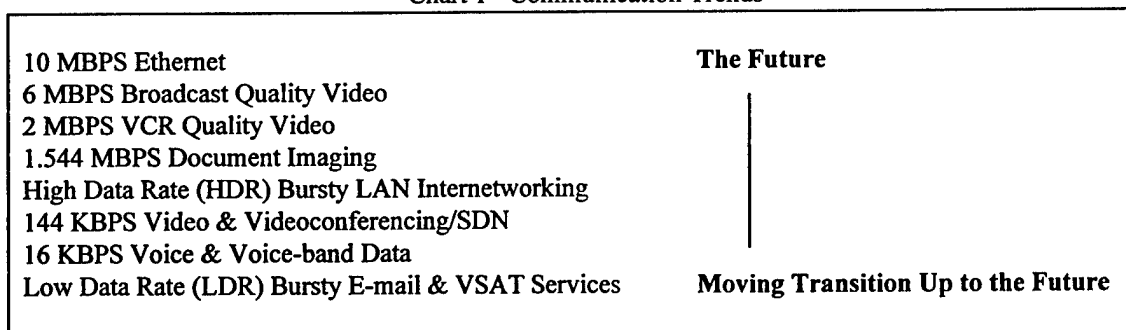 10 MBPS Ethernet The Future
6 MBPS Broadcast Quality Video
2 MBPS VCR Quality Video
1.544 MBPS Document Imaging
High Data Rate (HDR) Bursty LAN Internetworking
144 KBPS Video & Videoconferencing/SDN
16 KBPS Voice & Voice-band Data
Low Data Rate (LDR) Bursty E-mail & VSAT Services Moving Transition Up to the Future